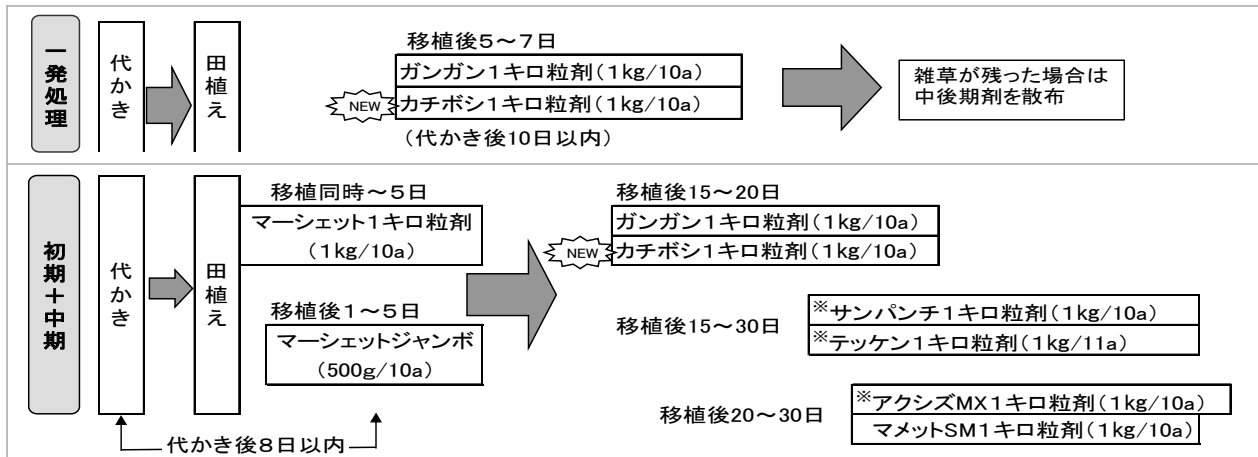 一発処理
代かき
田植え
移植後5～7日
ガンガン1キロ粒剤(1kg/10a)
NEW
カチボシ1キロ粒剤(1kg/10a)
(代かき後10日以内)
雑草が残った場合は
中後期剤を散布
初期＋中期
代かき
田植え
移植同時～5日
マーシェット1キロ粒剤
(1kg/10a)
移植後1～5日
マーシェットジャンボ
(500g/10a)
代かき後8日以内
移植後15～20日
ガンガン1キロ粒剤(1kg/10a)
NEW
カチボシ1キロ粒剤(1kg/10a)
移植後15～30日
※サンパンチ1キロ粒剤(1kg/10a)
※テッケン1キロ粒剤(1kg/11a)
移植後20～30日
※アクシズMX1キロ粒剤(1kg/10a)
マメットSM1キロ粒剤(1kg/10a)